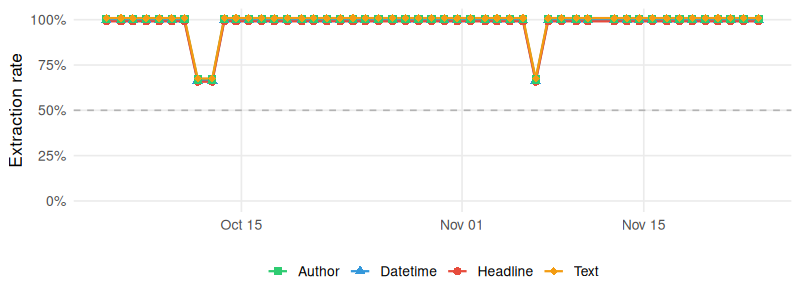 100%
75%
50%
25%
0%
Extraction rate
Oct 15 Nov 01 Nov 15
Author Datetime Headline Text